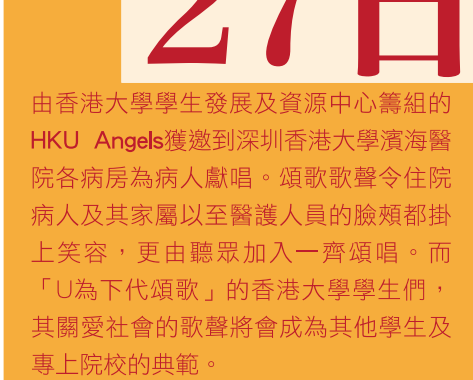 27日
由香港大學學生發展及資源中心籌組的
HKU Angels獲邀到深圳香港大學濱海醫
院各病房為病人獻唱。頌歌歌聲令住院
病人及其家屬以至醫護人員的臉頰都掛
上笑容，更由聽眾加入一齊頌唱。而
「U為下代頌歌」的香港大學學生們，
其關愛社會的歌聲將會成為其他學生及
專上院校的典範。